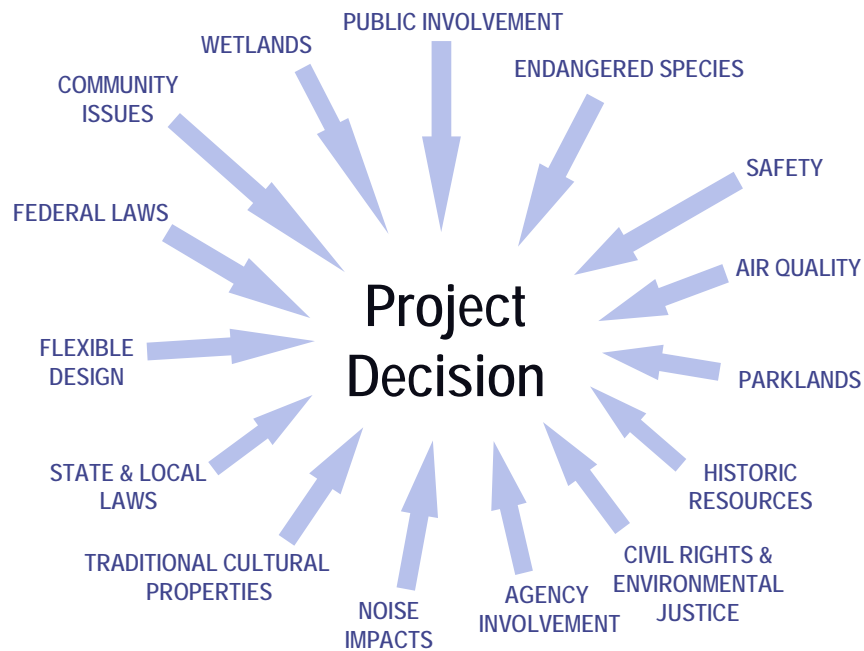 PUBLIC INVOLVEMENT
WETLANDS
ENDANGERED SPECIES
COMMUNITY
ISSUES
SAFETY
FEDERAL LAWS
AIR QUALITY
Project
Decision
FLEXIBLE
DESIGN
PARKLANDS
STATE & LOCAL
LAWS
HISTORIC
RESOURCES
TRADITIONAL CULTURAL
PROPERTIES
NOISE
IMPACTS
AGENCY
INVOLVEMENT
CIVIL RIGHTS &
ENVIRONMENTAL
JUSTICE